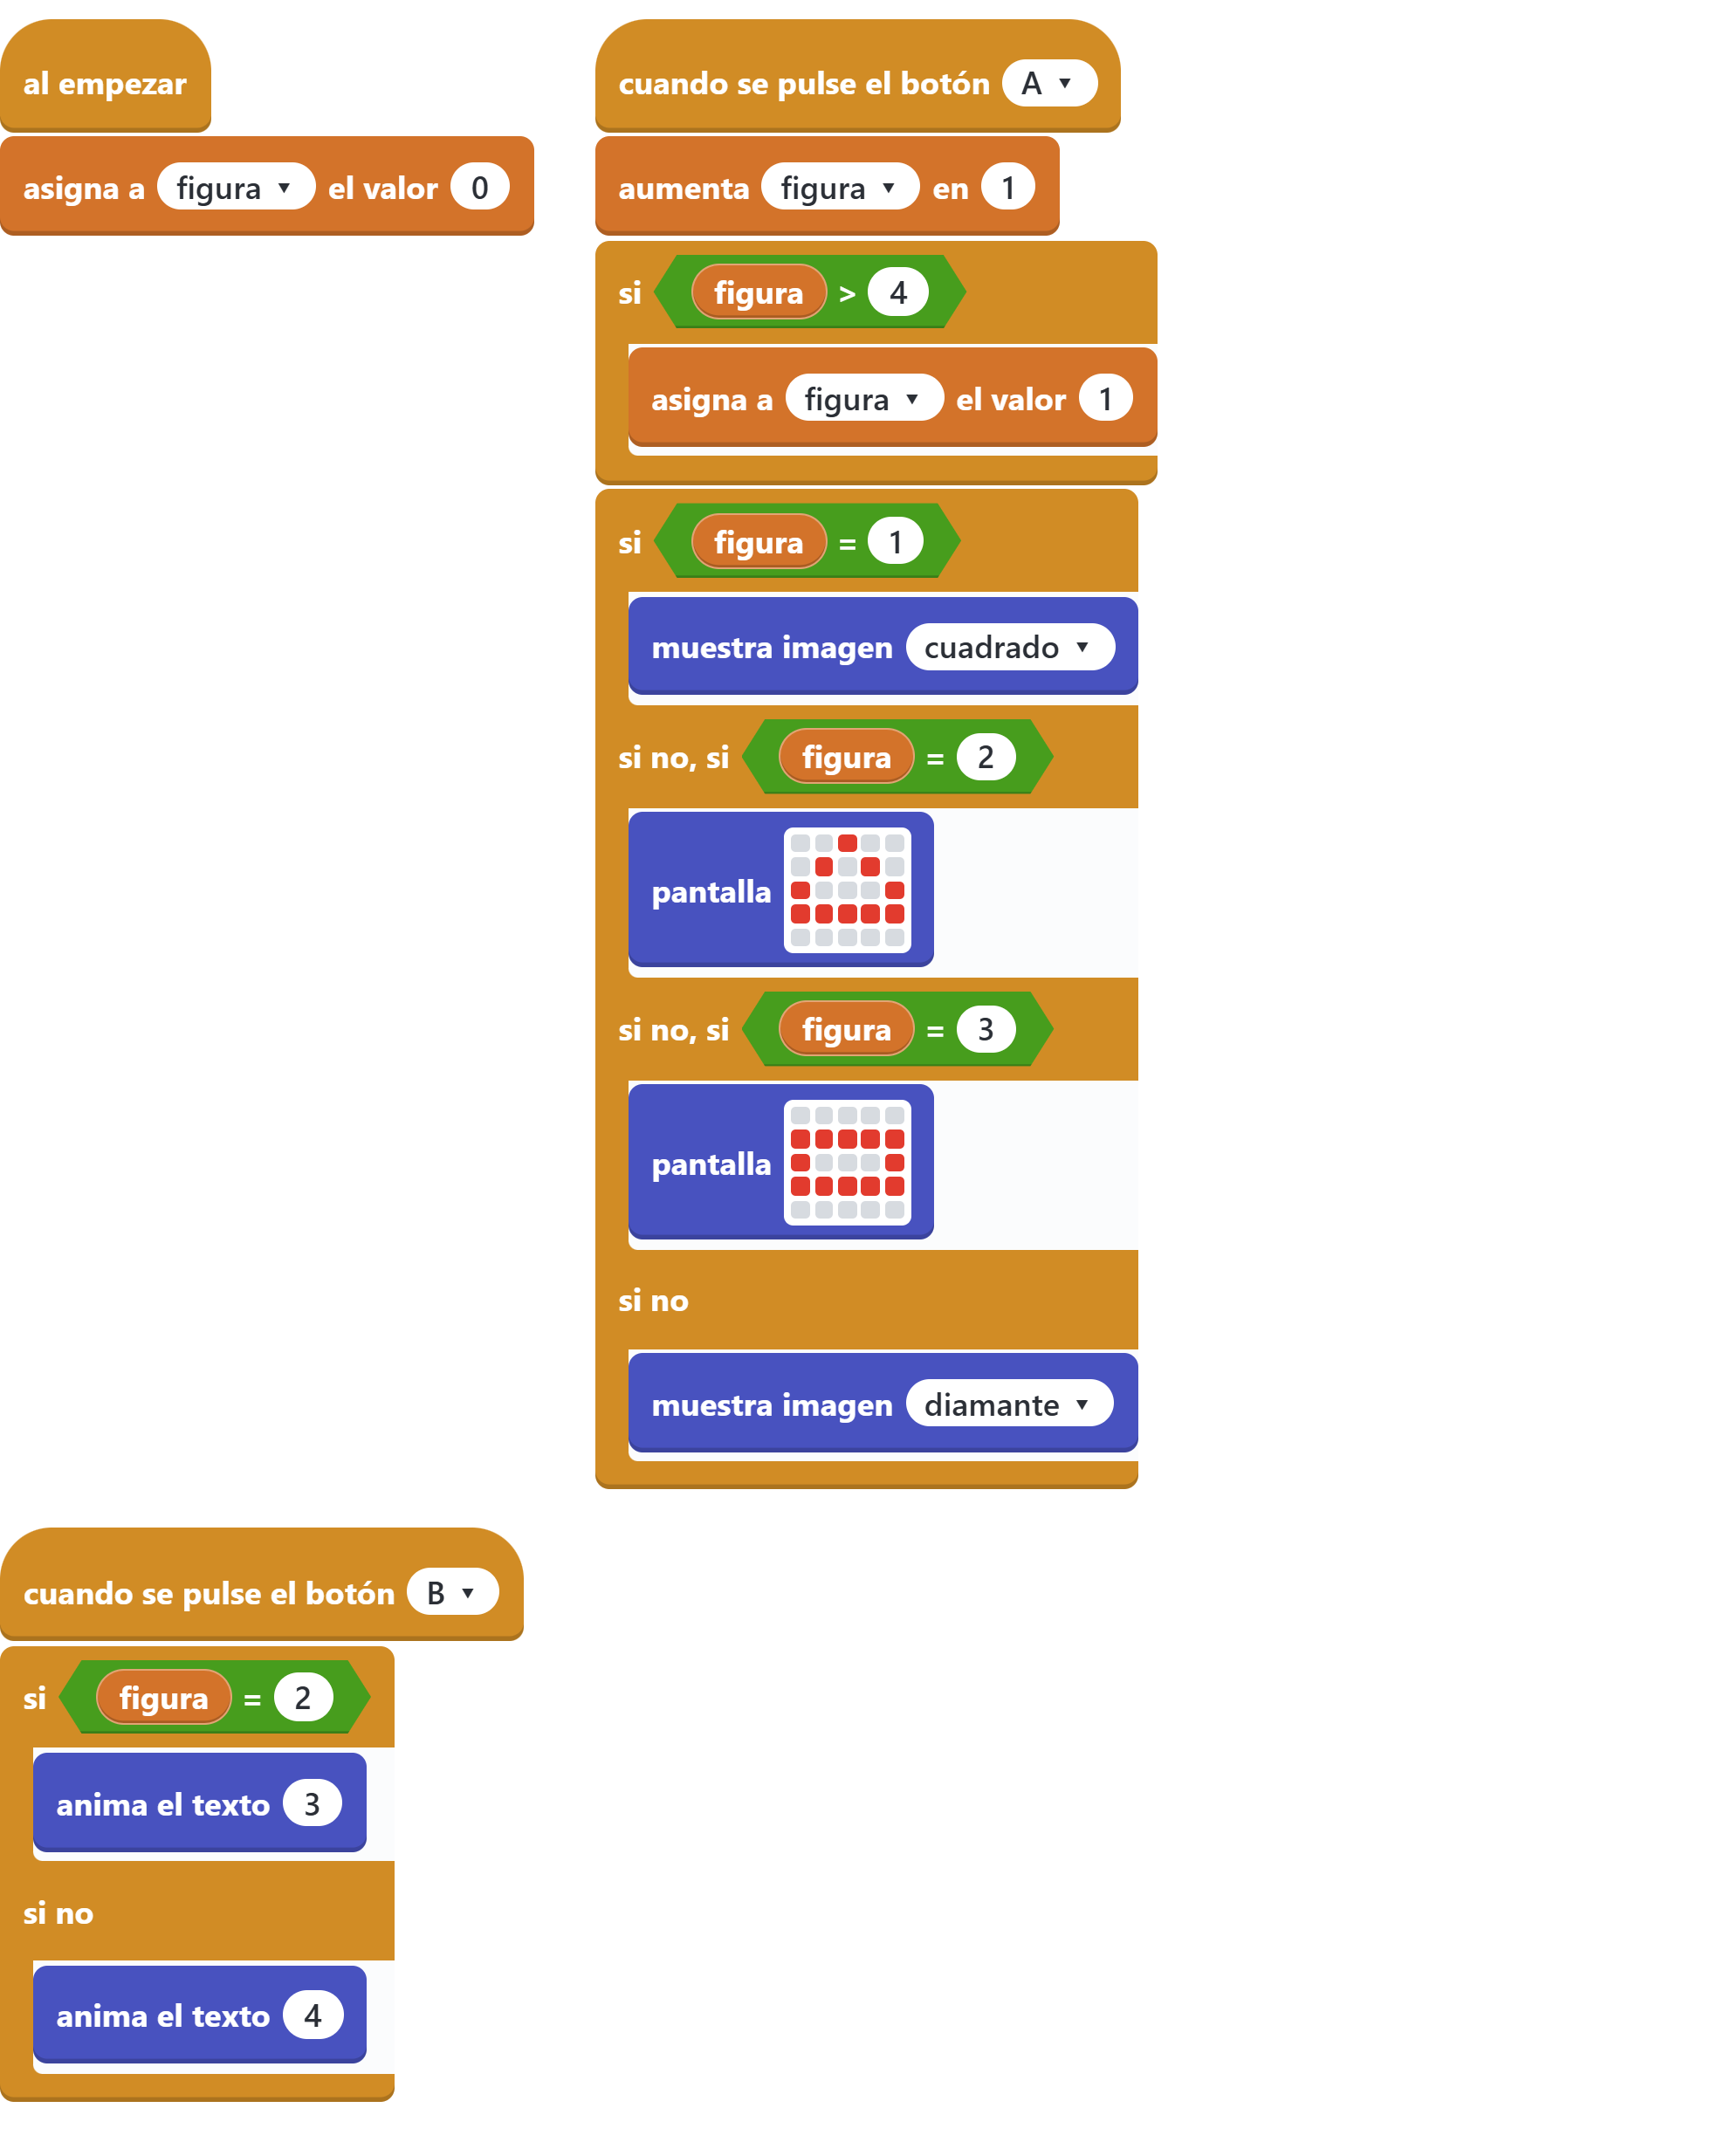 al empezar
asigna a figura el valor 0
cuando se pulse el botón A
aumenta figura en 1
si figura > 4
asigna a figura el valor 1
si figura = 1
muestra imagen cuadrado
si no, si figura = 2
pantalla
si no, si figura = 3
pantalla
si no
muestra imagen diamante
cuando se pulse el botón B
si figura = 2
anima el texto 3
si no
anima el texto 4